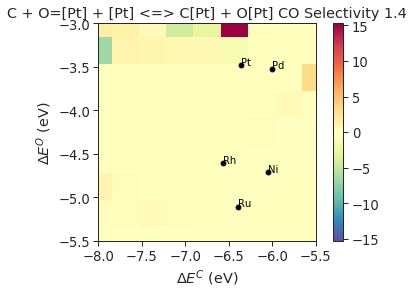 C + O=[Pt] + [Pt] <=> C[Pt] + O[Pt] CO Selectivity 1.4
−3.0
−3.5
−4.0
−4.5
−5.0
−5.5
ΔE^O (eV)
Pt
Pd
Rh
Ni
Ru
−8.0 −7.5 −7.0 −6.5 −6.0 −5.5
ΔE^C (eV)
15
10
5
0
−5
−10
−15